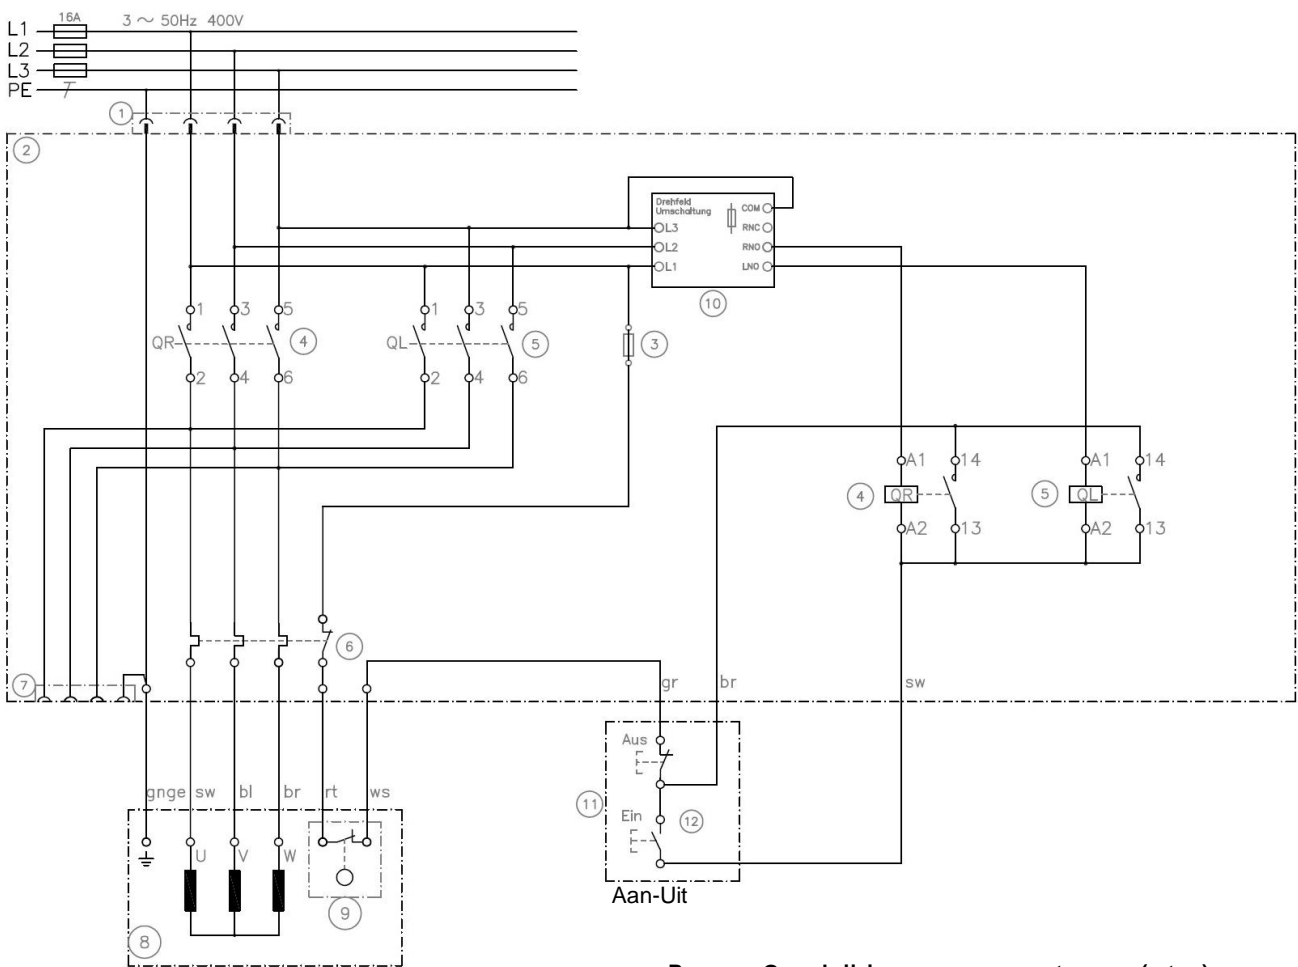 16A
3 ~ 50Hz 400V
L1
L2
L3
PE
1
2
Drehfeld
Umschaltung
COM
L3
RNC
L2
RNO
L1
LNO
10
1 3 5
1 3 5
QR
4
QL
5
3
2 4 6
2 4 6
A1 14
A1 14
4
QR
5
QL
A2 13
A2 13
6
7
gr br sw
Aus
gnge sw bl br rt ws
11
Ein
12
U V W
Aan-Uit
9
8